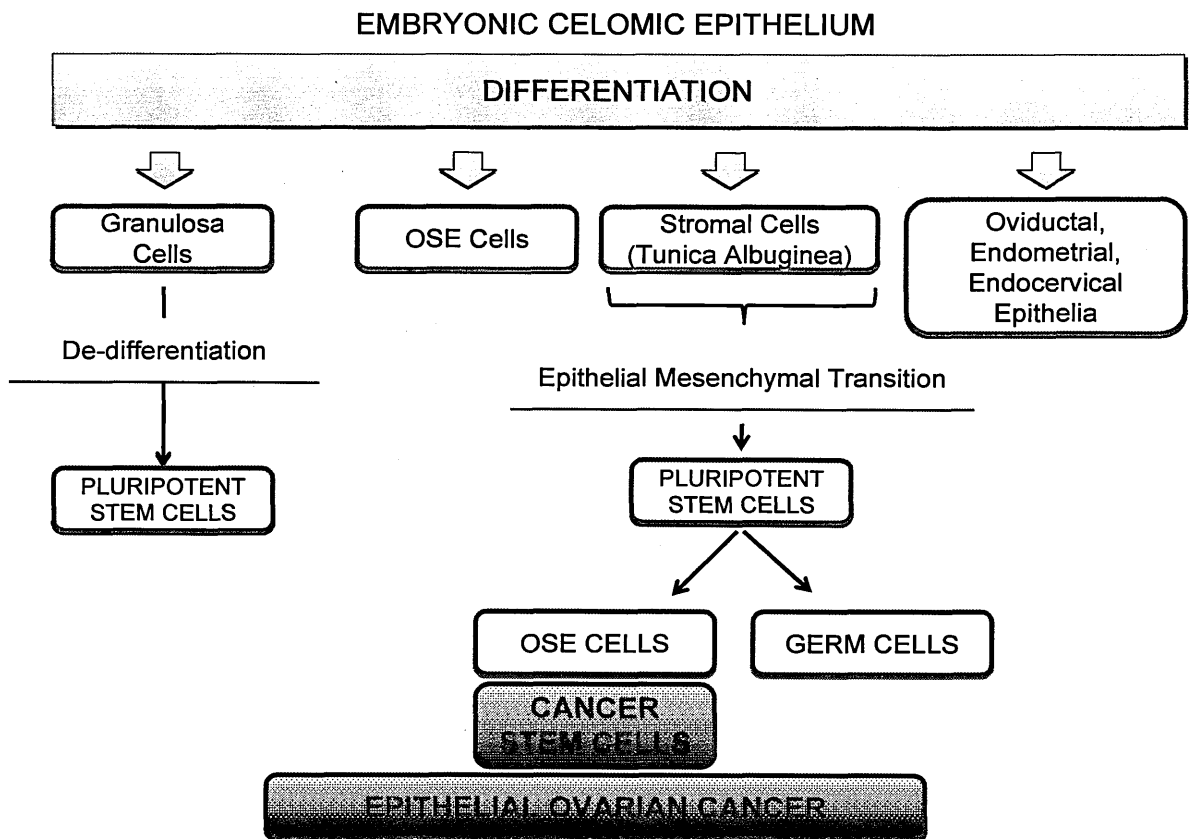 EMBRYONIC CELOMIC EPITHELIUM
DIFFERENTIATION
Granulosa
Cells
OSE Cells
Stromal Cells
(Tunica Albuginea)
Oviductal,
Endometrial,
Endocervical
Epithelia
De-differentiation
Epithelial Mesenchymal Transition
PLURIPOTENT
STEM CELLS
PLURIPOTENT
STEM CELLS
OSE CELLS
GERM CELLS
CANCER
STEM CELLS
EPITHELIAL OVARIAN CANCER